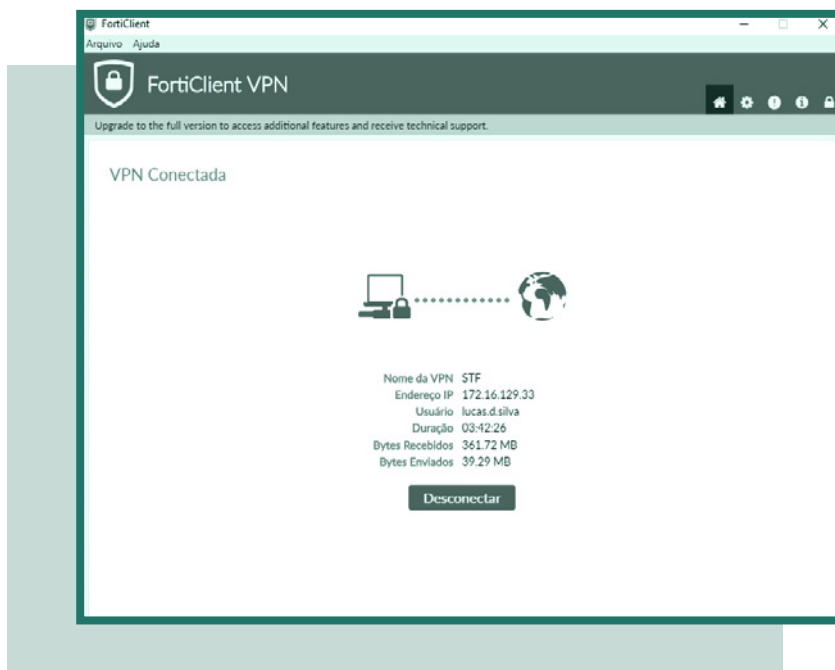 FortiClient
Arquivo Ajuda
FortiClient VPN
Upgrade to the full version to access additional features and receive technical support.
VPN Conectada
Nome da VPN STF
Endereço IP 172.16.129.33
Usuário lucas.d.silva
Duração 03:42:26
Bytes Recebidos 361.72 MB
Bytes Enviados 39.29 MB
Desconectar